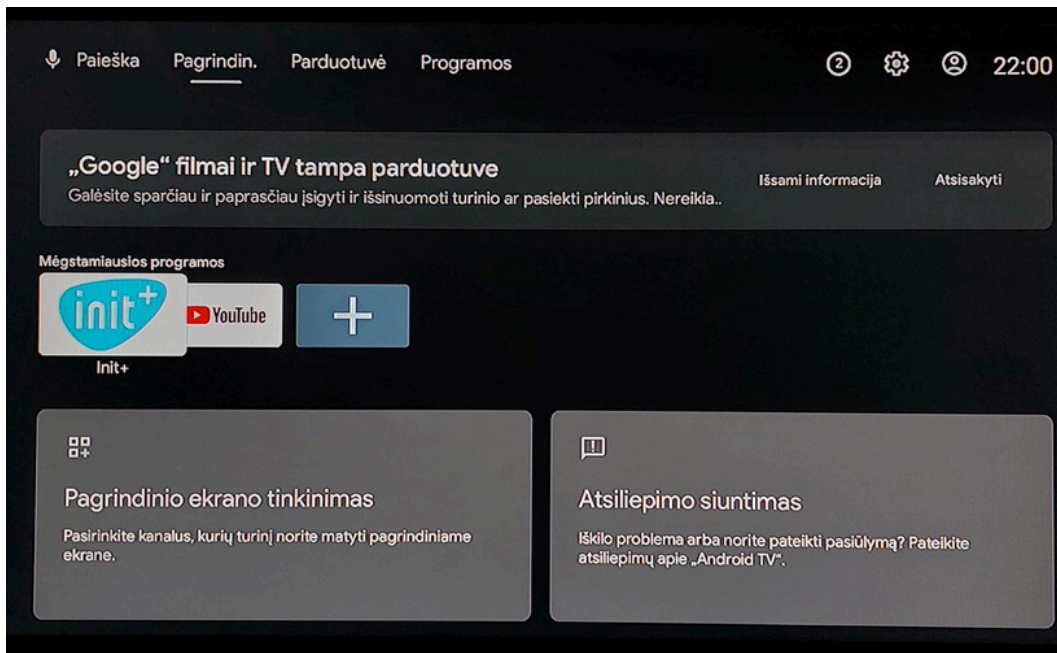 Paieška Pagrindin. Parduotuvė Programos 2 22:00
„Google“ filmai ir TV tampa parduotuve
Galėsite sparčiau ir paprasčiau įsigyti ir išsinuomoti turinio ar pasiekti pirkinius. Nereikia..
Išsami informacija Atsisakyti
Mėgstamiausios programos
init+ YouTube
Init+
Pagrindinio ekrano tinkinimas
Pasirinkite kanalus, kurių turinį norite matyti pagrindiniame
ekrane.
Atsiliepimo siuntimas
Iškilo problema arba norite pateikti pasiūlymą? Pateikite
atsiliepimų apie „Android TV“.